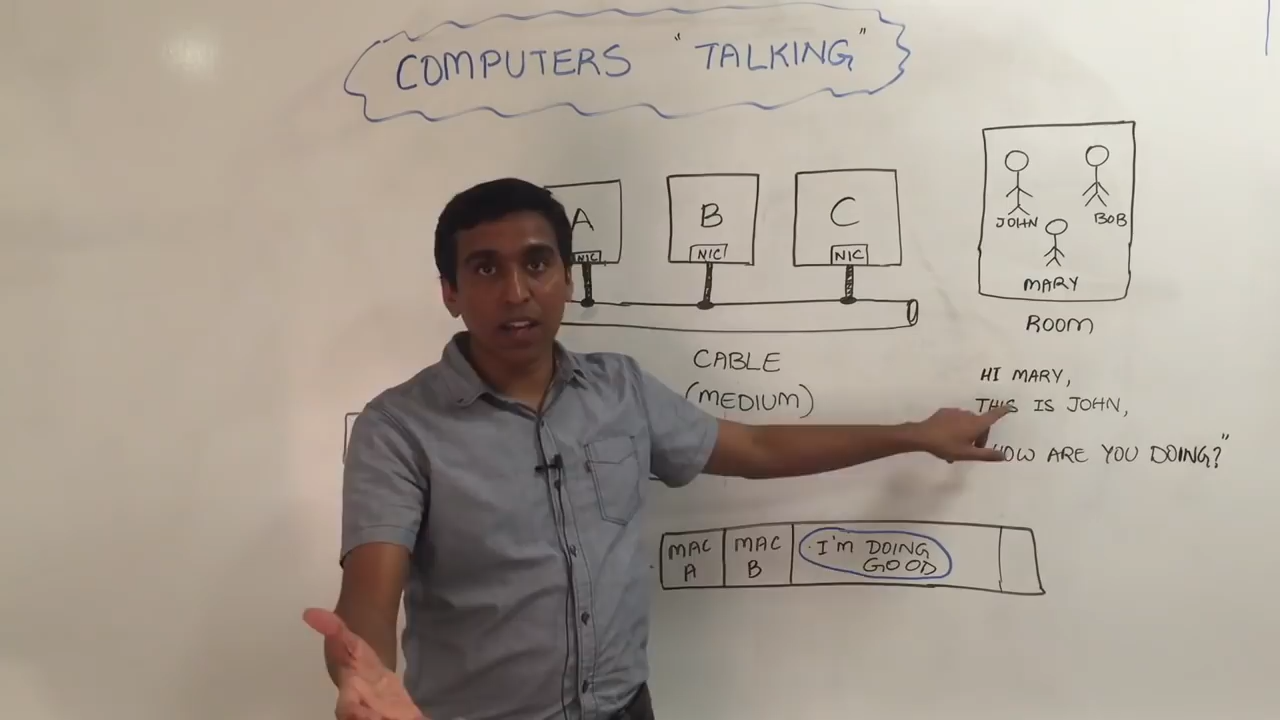 COMPUTERS "TALKING"
A
B
C
NIC
NIC
NIC
CABLE
(MEDIUM)
JOHN
BOB
MARY
ROOM
HI MARY,
THIS IS JOHN,
HOW ARE YOU DOING?"
MAC
A
MAC
B
I'M DOING
GOOD